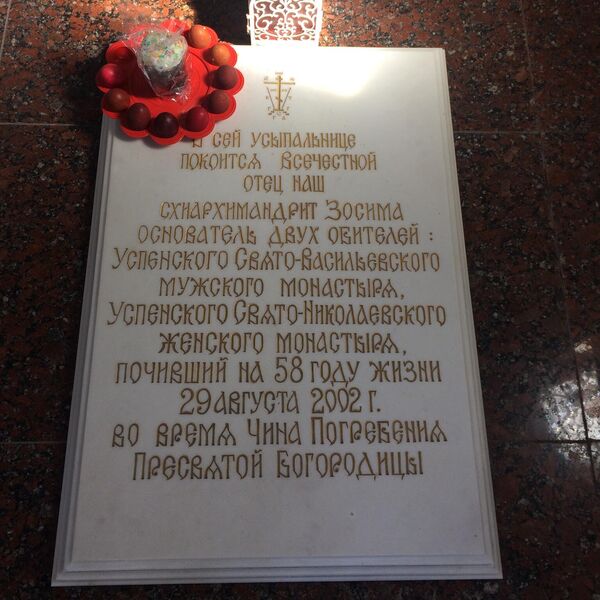 В сей усыпальнице
покоится Всечестной
отец наш
схиархимандрит Зосима
основатель двух обителей :
Успенского Свято-Васильевского
мужского монастыря,
Успенского Свято-Николаевского
женского монастыря,
почивший на 58 году жизни
29 августа 2002 г.
во время Чина Погребения
Пресвятой Богородицы